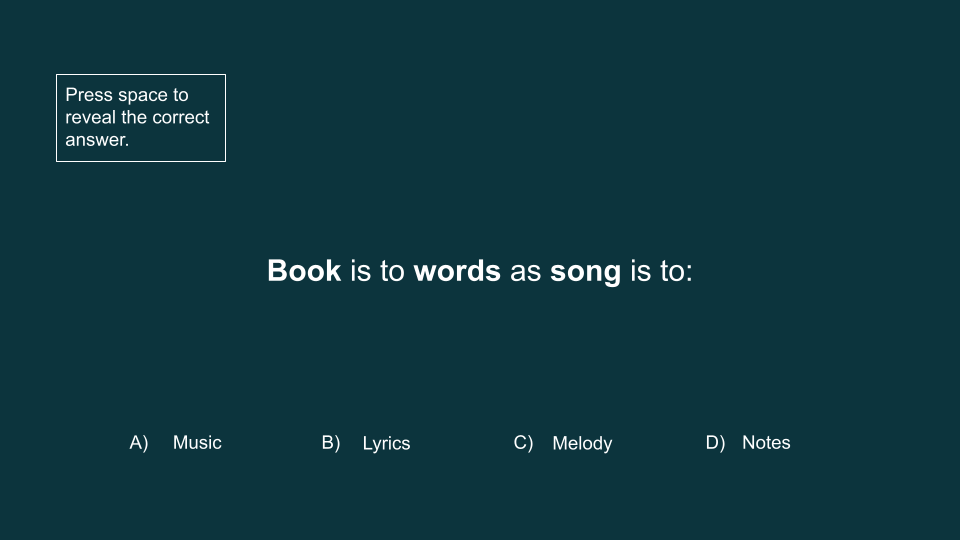 Press space to
reveal the correct
answer.
Book is to words as song is to:
A) Music B) Lyrics C) Melody D) Notes